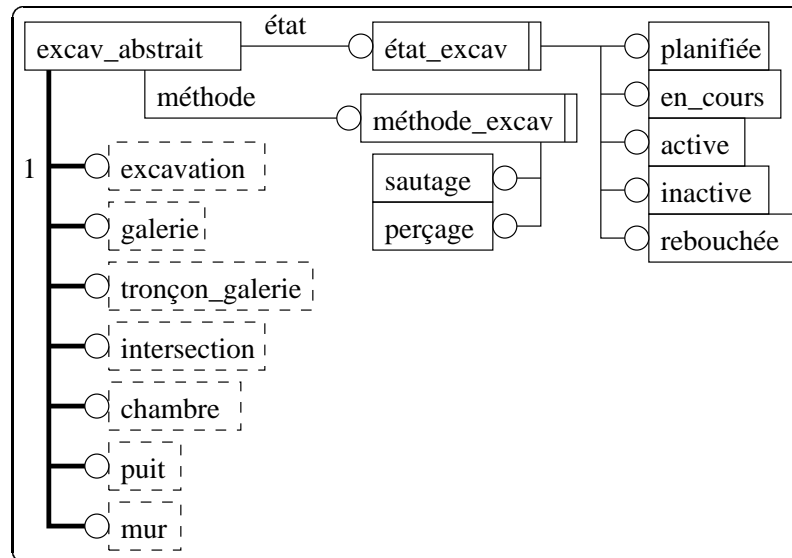 état
excav_abstrait
état_excav
planifiée
méthode
en_cours
méthode_excav
active
1
excavation
sautage
inactive
galerie
perçage
rebouchée
tronçon_galerie
intersection
chambre
puit
mur